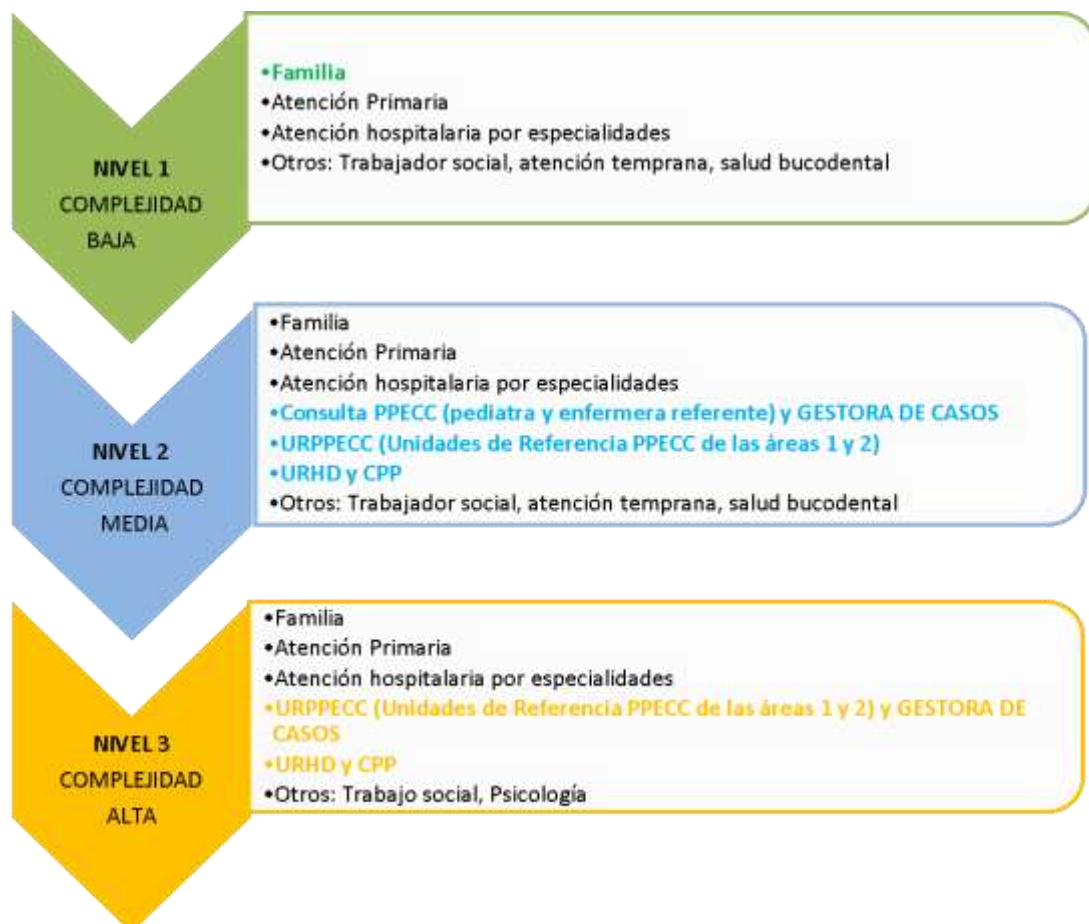 NIVEL 1
COMPLEJIDAD
BAJA
•Familia
•Atención Primaria
•Atención hospitalaria por especialidades
•Otros: Trabajador social, atención temprana, salud bucodental
NIVEL 2
COMPLEJIDAD
MEDIA
•Familia
•Atención Primaria
•Atención hospitalaria por especialidades
•Consulta PPECC (pediatra y enfermera referente) y GESTORA DE CASOS
•URPPECC (Unidades de Referencia PPECC de las áreas 1 y 2)
•URHD y CPP
•Otros: Trabajador social, atención temprana, salud bucodental
NIVEL 3
COMPLEJIDAD
ALTA
•Familia
•Atención Primaria
•Atención hospitalaria por especialidades
•URPPECC (Unidades de Referencia PPECC de las áreas 1 y 2) y GESTORA DE
CASOS
•URHD y CPP
•Otros: Trabajo social, Psicología